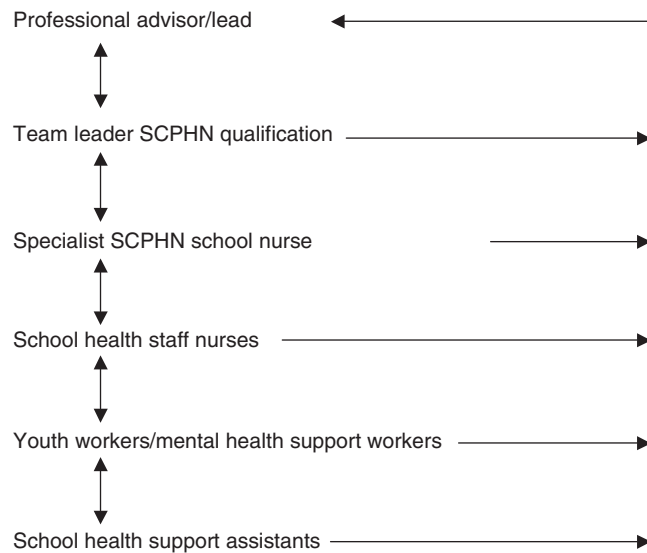 Professional advisor/lead
Team leader SCPHN qualification
Specialist SCPHN school nurse
School health staff nurses
Youth workers/mental health support workers
School health support assistants